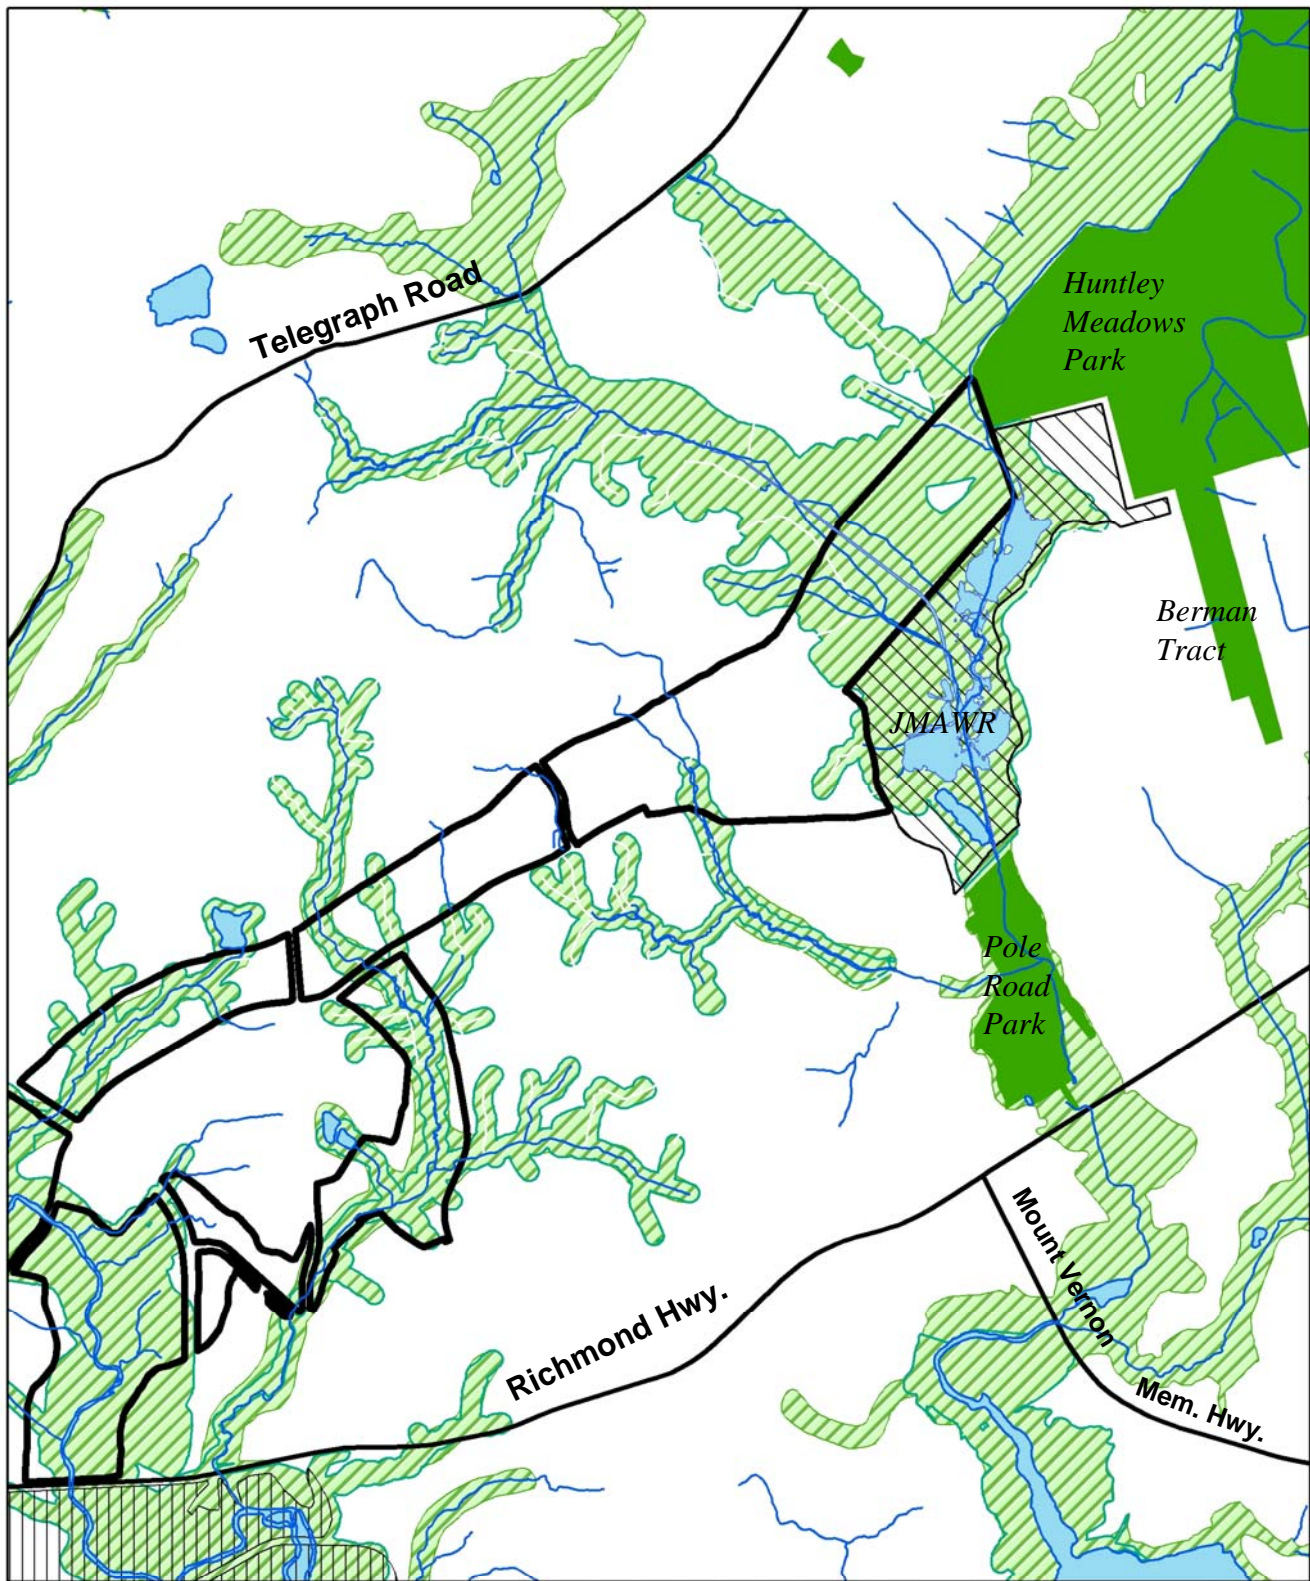 Telegraph Road
Huntley
Meadows
Park
Berman
Tract
JMAWR
Pole
Road
Park
Mount Vernon
Mem. Hwy.
Richmond Hwy.